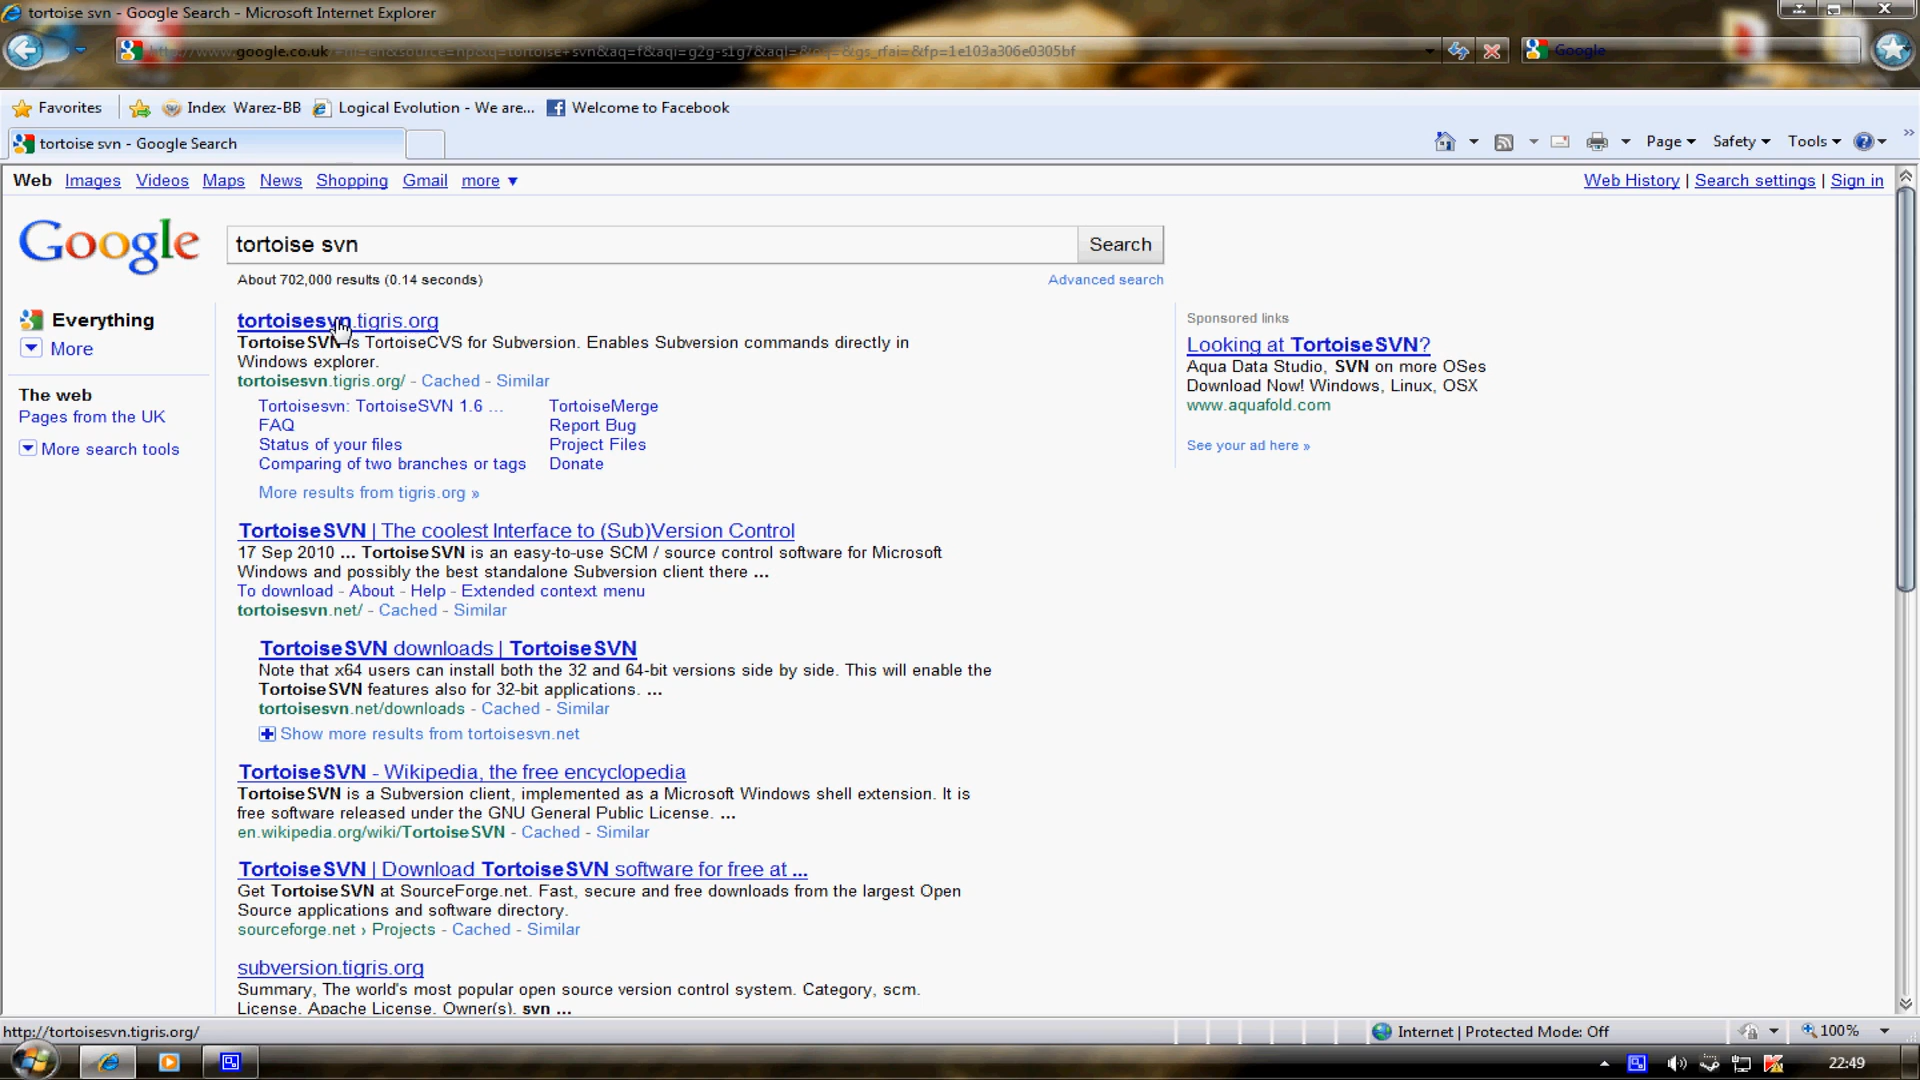 tortoise svn - Google Search - Microsoft Internet Explorer
http://www.google.co.uk/ #hl=en&source=hp&q=tortoise+svn&aq=f&aqi=g2g-s1g7&aql=&oq=&gs_rfai=&fp=1e103a306e0305bf
Google
Favorites
Index Warez-BB
Logical Evolution - We are...
Welcome to Facebook
tortoise svn - Google Search
Page Safety Tools
Web Images Videos Maps News Shopping Gmail more ▼
Web History | Search settings | Sign in
Google
tortoise svn
Search
About 702,000 results (0.14 seconds)
Advanced search
Everything
More
The web
Pages from the UK
More search tools
tortoisesvn.tigris.org
TortoiseSVN is TortoiseCVS for Subversion. Enables Subversion commands directly in
Windows explorer.
tortoisesvn.tigris.org/ - Cached - Similar
Tortoisesvn: TortoiseSVN 1.6 ... TortoiseMerge
FAQ Report Bug
Status of your files Project Files
Comparing of two branches or tags Donate
More results from tigris.org »
TortoiseSVN | The coolest Interface to (Sub)Version Control
17 Sep 2010 ... TortoiseSVN is an easy-to-use SCM / source control software for Microsoft
Windows and possibly the best standalone Subversion client there ...
To download - About - Help - Extended context menu
tortoisesvn.net/ - Cached - Similar
TortoiseSVN downloads | TortoiseSVN
Note that x64 users can install both the 32 and 64-bit versions side by side. This will enable the
TortoiseSVN features also for 32-bit applications. ...
tortoisesvn.net/downloads - Cached - Similar
Show more results from tortoisesvn.net
TortoiseSVN - Wikipedia, the free encyclopedia
TortoiseSVN is a Subversion client, implemented as a Microsoft Windows shell extension. It is
free software released under the GNU General Public License. ...
en.wikipedia.org/wiki/TortoiseSVN - Cached - Similar
TortoiseSVN | Download TortoiseSVN software for free at ...
Get TortoiseSVN at SourceForge.net. Fast, secure and free downloads from the largest Open
Source applications and software directory.
sourceforge.net › Projects - Cached - Similar
subversion.tigris.org
Summary, The world's most popular open source version control system. Category, scm.
License, Apache License. Owner(s), svn ...
Sponsored links
Looking at TortoiseSVN?
Aqua Data Studio, SVN on more OSes
Download Now! Windows, Linux, OSX
www.aquafold.com
See your ad here »
http://tortoisesvn.tigris.org/
Internet | Protected Mode: Off
100%
22:49